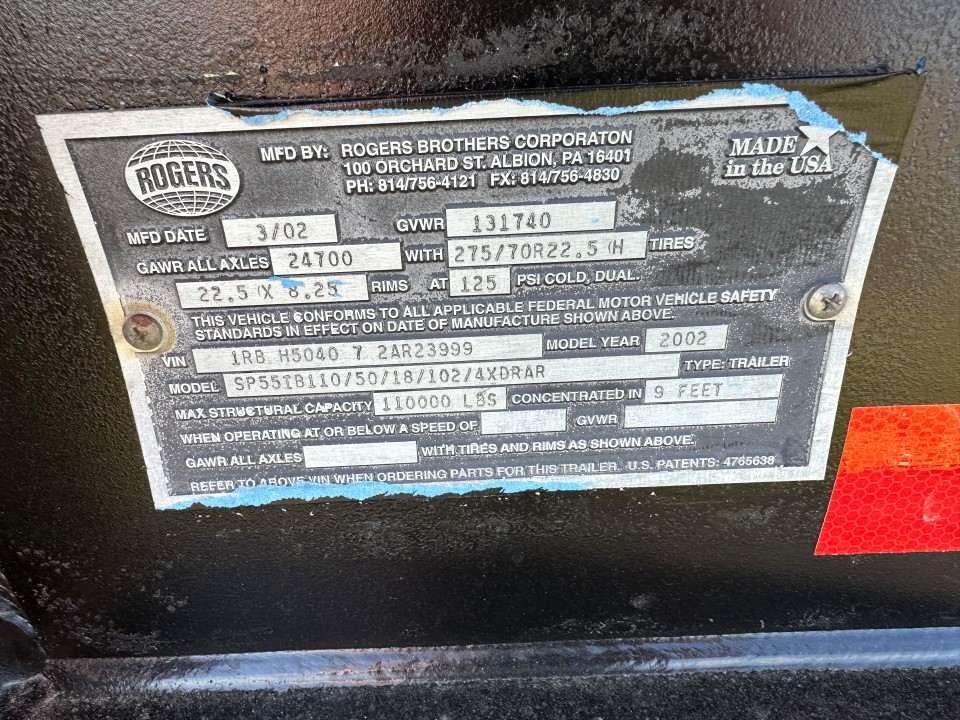 ROGERS
MFD BY: ROGERS BROTHERS CORPORATON
100 ORCHARD ST. ALBION, PA 16401
PH: 814/756-4121 FX: 814/756-4830
MADE in the USA
MFD DATE 3/02 GVWR 131740
GAWR ALL AXLES 24700 WITH 275/70R22.5 (H TIRES
22.5 X 8.25 RIMS AT 125 PSI COLD, DUAL.
THIS VEHICLE CONFORMS TO ALL APPLICABLE FEDERAL MOTOR VEHICLE SAFETY
STANDARDS IN EFFECT ON DATE OF MANUFACTURE SHOWN ABOVE.
VIN 1RB H5040 7 2AR23999 MODEL YEAR 2002
MODEL SP55IB110/50/18/102/4XDRAR TYPE: TRAILER
MAX STRUCTURAL CAPACITY 110000 LBS CONCENTRATED IN 9 FEET
WHEN OPERATING AT OR BELOW A SPEED OF GVWR
GAWR ALL AXLES WITH TIRES AND RIMS AS SHOWN ABOVE.
REFER TO ABOVE VIN WHEN ORDERING PARTS FOR THIS TRAILER. U.S. PATENTS: 4765638